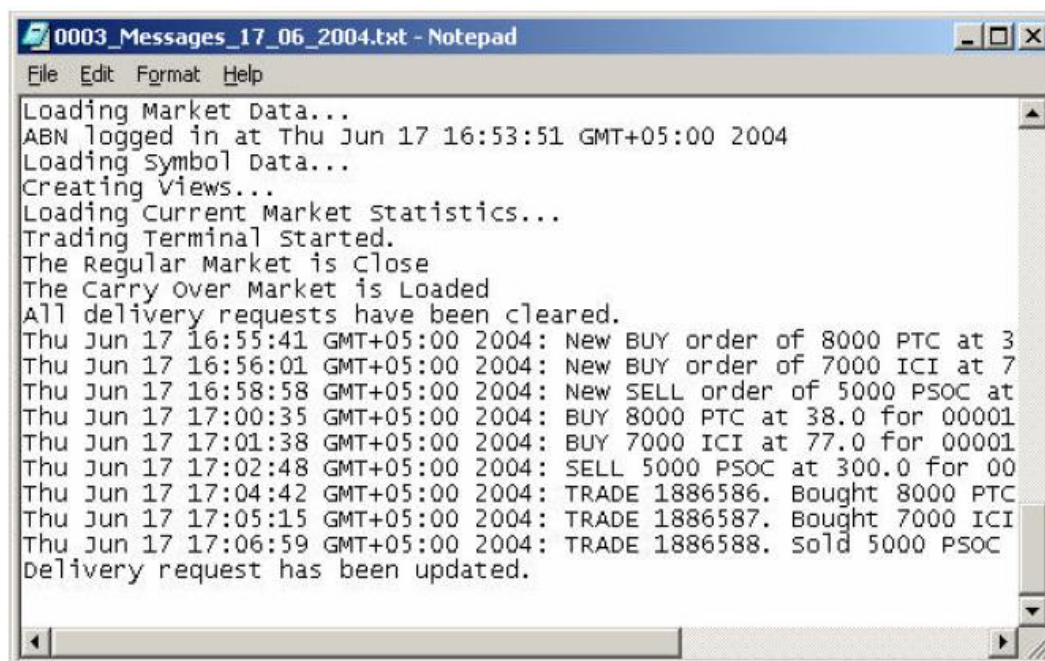 0003_Messages_17_06_2004.txt - Notepad
File Edit Format Help
Loading Market Data...
ABN logged in at Thu Jun 17 16:53:51 GMT+05:00 2004
Loading Symbol Data...
Creating Views...
Loading Current Market Statistics...
Trading Terminal Started.
The Regular Market is Close
The Carry Over Market is Loaded
All delivery requests have been cleared.
Thu Jun 17 16:55:41 GMT+05:00 2004: New BUY order of 8000 PTC at 3
Thu Jun 17 16:56:01 GMT+05:00 2004: New BUY order of 7000 ICI at 7
Thu Jun 17 16:58:58 GMT+05:00 2004: New SELL order of 5000 PSOC at
Thu Jun 17 17:00:35 GMT+05:00 2004: BUY 8000 PTC at 38.0 for 00001
Thu Jun 17 17:01:38 GMT+05:00 2004: BUY 7000 ICI at 77.0 for 00001
Thu Jun 17 17:02:48 GMT+05:00 2004: SELL 5000 PSOC at 300.0 for 00
Thu Jun 17 17:04:42 GMT+05:00 2004: TRADE 1886586. Bought 8000 PTC
Thu Jun 17 17:05:15 GMT+05:00 2004: TRADE 1886587. Bought 7000 ICI
Thu Jun 17 17:06:59 GMT+05:00 2004: TRADE 1886588. Sold 5000 PSOC
Delivery request has been updated.